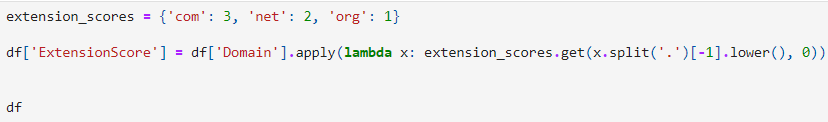 extension_scores = {'com': 3, 'net': 2, 'org': 1}
df['ExtensionScore'] = df['Domain'].apply(lambda x: extension_scores.get(x.split('.')[-1].lower(), 0))
df